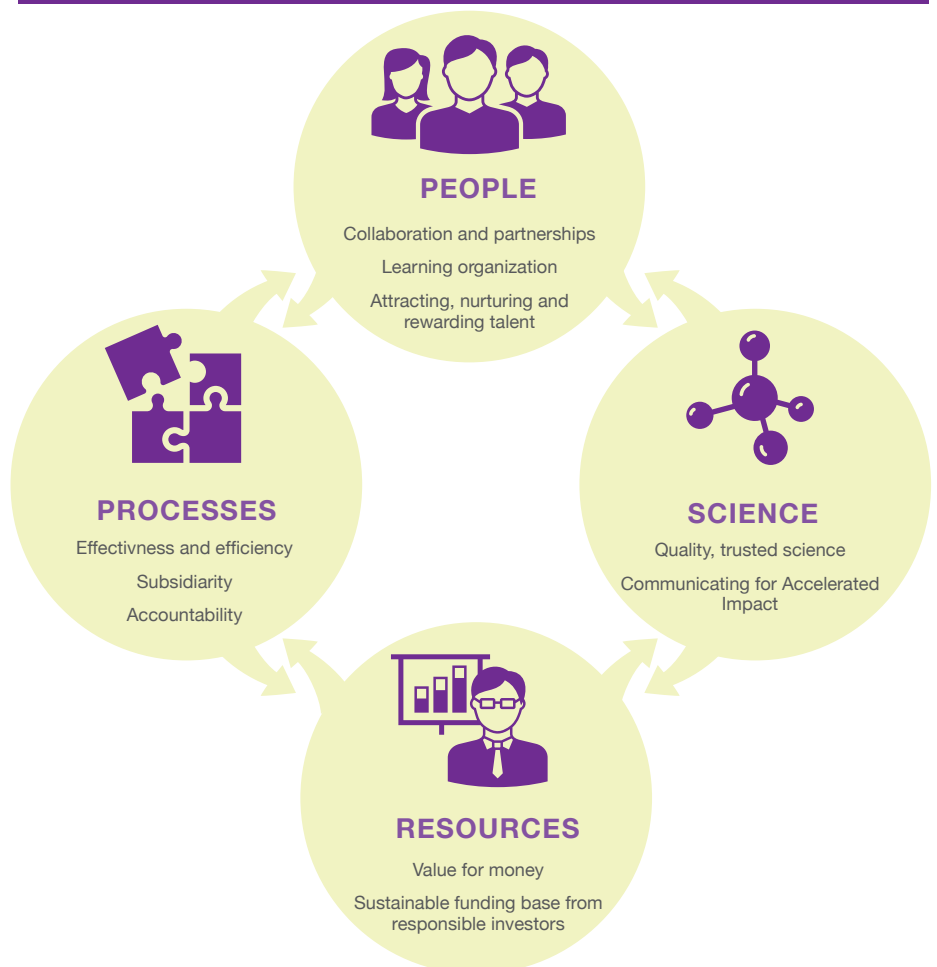 PEOPLE
Collaboration and partnerships
Learning organization
Attracting, nurturing and
rewarding talent
PROCESSES
Effectivness and efficiency
Subsidiarity
Accountability
SCIENCE
Quality, trusted science
Communicating for Accelerated
Impact
RESOURCES
Value for money
Sustainable funding base from
responsible investors